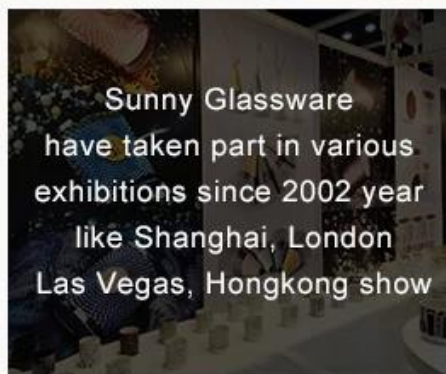 Sunny Glassware
have taken part in various
exhibitions since 2002 year
like Shanghai, London
Las Vegas, Hongkong show